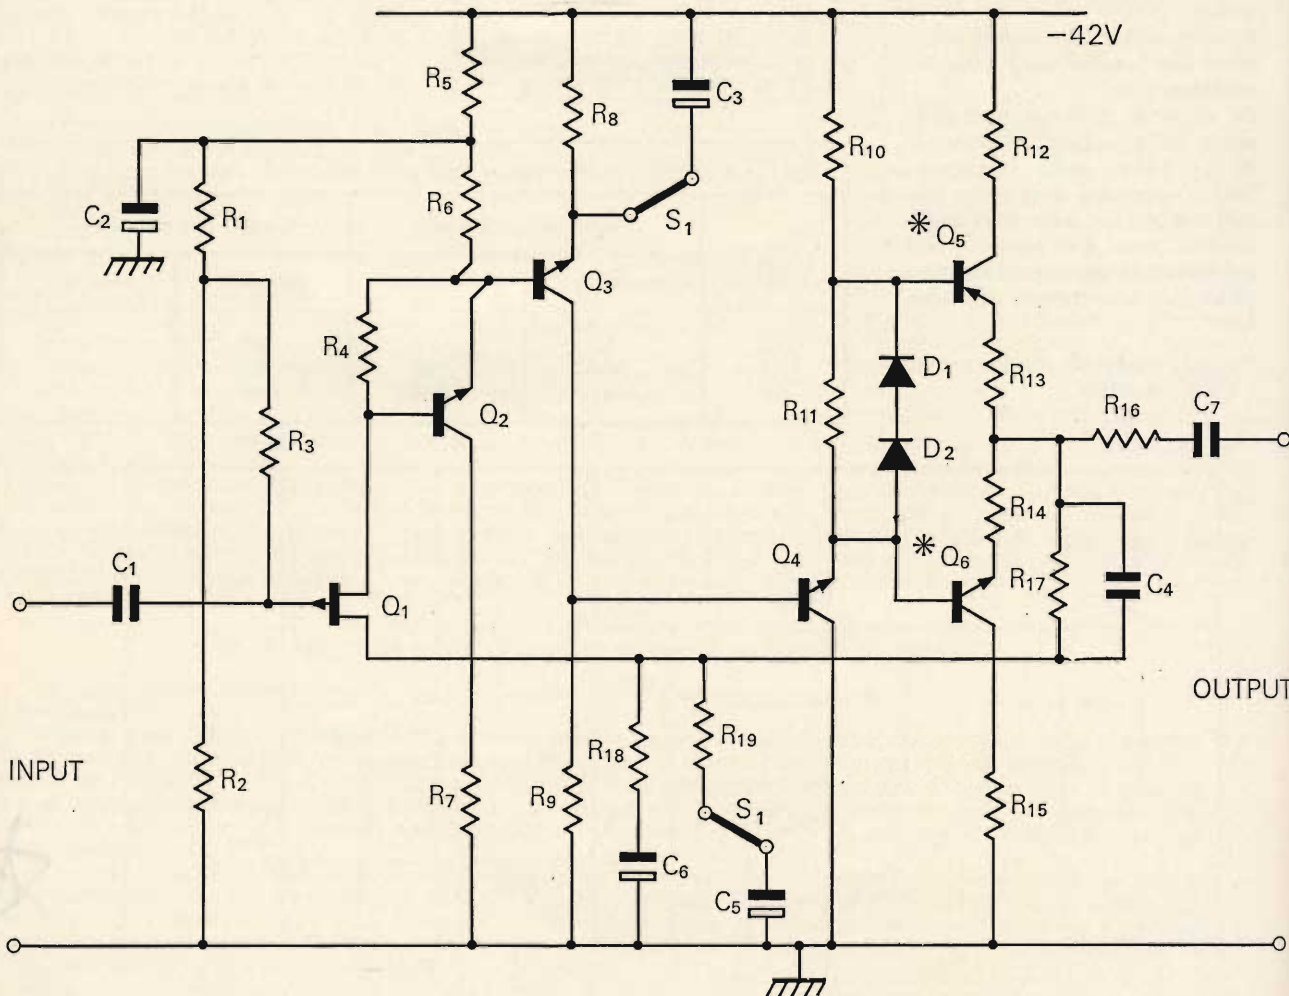 −42V
R5
R8
C3
R10
R12
C2
R1
R6
S1
* Q5
Q3
R4
D1
R13
R16
C7
Q2
R11
R3
D2
R14
C1
Q4
* Q6
R17
C4
Q1
OUTPUT
R18
R19
INPUT
R2
R7
R9
S1
R15
C6
C5